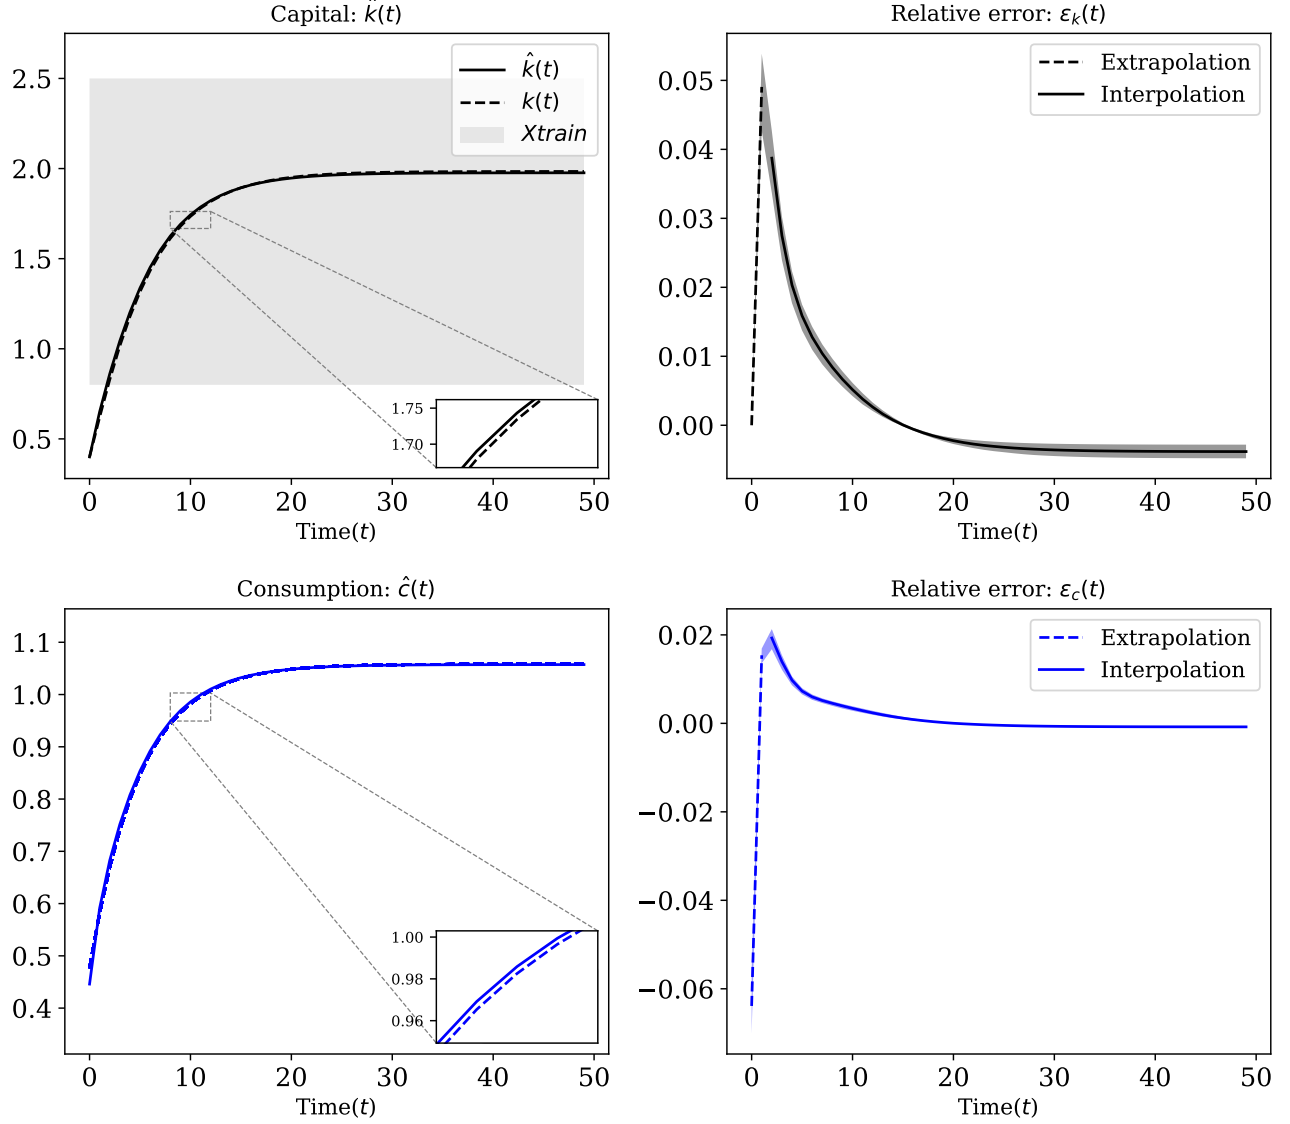 Capital: k̂(t)
2.5
2.0
1.5
1.0
0.5
k̂(t)
k(t)
Xtrain
1.75
1.70
0 10 20 30 40 50
Time(t)
Relative error: ε_k(t)
0.05
0.04
0.03
0.02
0.01
0.00
Extrapolation
Interpolation
0 10 20 30 40 50
Time(t)
Consumption: ĉ(t)
1.1
1.0
0.9
0.8
0.7
0.6
0.5
0.4
1.00
0.98
0.96
0 10 20 30 40 50
Time(t)
Relative error: ε_c(t)
0.02
0.00
−0.02
−0.04
−0.06
Extrapolation
Interpolation
0 10 20 30 40 50
Time(t)